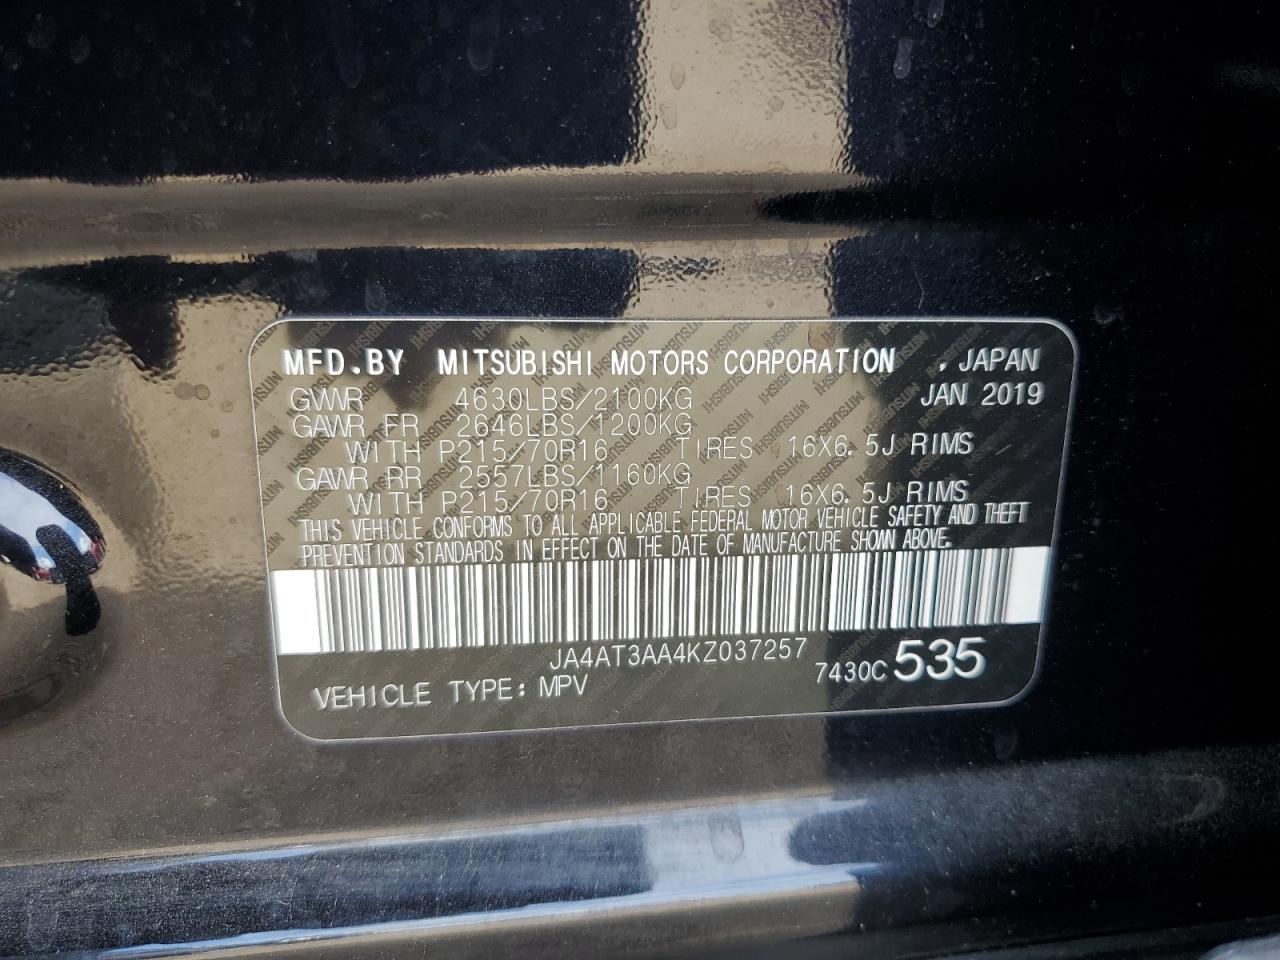 MFD.BY MITSUBISHI MOTORS CORPORATION , JAPAN
GVWR 4630LBS/2100KG JAN 2019
GAWR FR 2646LBS/1200KG
WITH P215/70R16 TIRES 16X6.5J RIMS
GAWR RR 2557LBS/1160KG
WITH P215/70R16 TIRES 16X6.5J RIMS
THIS VEHICLE CONFORMS TO ALL APPLICABLE FEDERAL MOTOR VEHICLE SAFETY AND THEFT
PREVENTION STANDARDS IN EFFECT ON THE DATE OF MANUFACTURE SHOWN ABOVE.
JA4AT3AA4KZ037257
VEHICLE TYPE: MPV 7430C 535